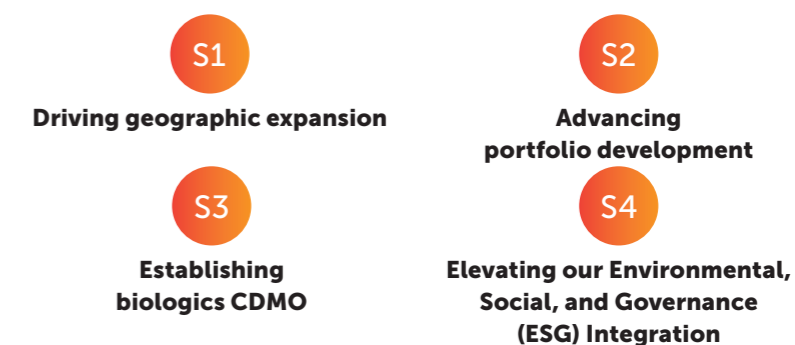 S1
Driving geographic expansion
S2
Advancing
portfolio development
S3
Establishing
biologics CDMO
S4
Elevating our Environmental,
Social, and Governance
(ESG) Integration